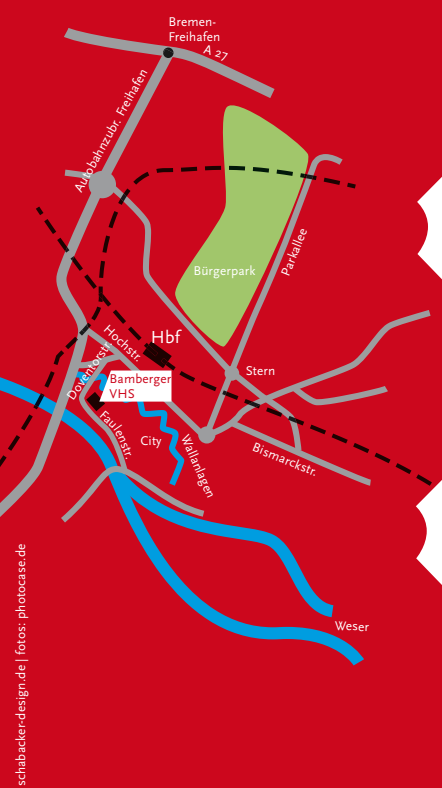 Bremen-
Freihafen
A 27
Autobahnzubr. Freihafen
Parkallee
Bürgerpark
Hochstr.
Hbf
Stern
Doventorstr.
Bamberger
VHS
Faulenstr.
City
Wallanlagen
Bismarckstr.
Weser
schabacker-design.de | fotos: photocase.de